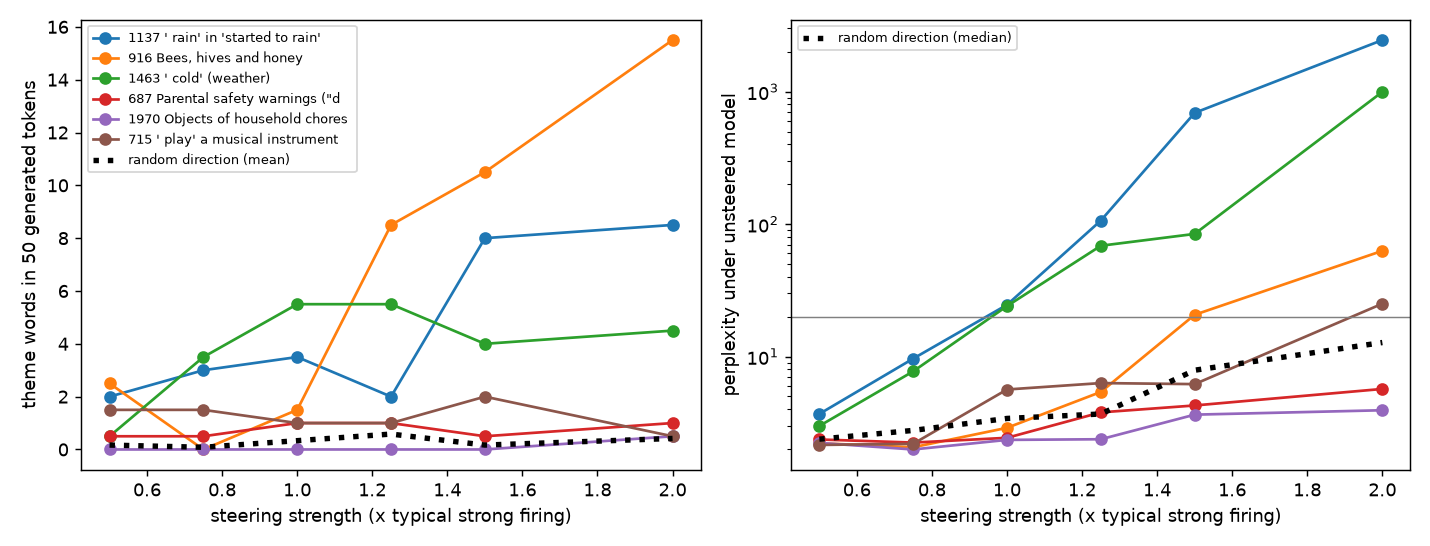 16
14
12
10
8
6
4
2
0
theme words in 50 generated tokens
1137 ' rain' in 'started to rain'
916 Bees, hives and honey
1463 ' cold' (weather)
687 Parental safety warnings ("d
1970 Objects of household chores
715 ' play' a musical instrument
random direction (mean)
0.6 0.8 1.0 1.2 1.4 1.6 1.8 2.0
steering strength (x typical strong firing)
10³
10²
10¹
perplexity under unsteered model
random direction (median)
0.6 0.8 1.0 1.2 1.4 1.6 1.8 2.0
steering strength (x typical strong firing)